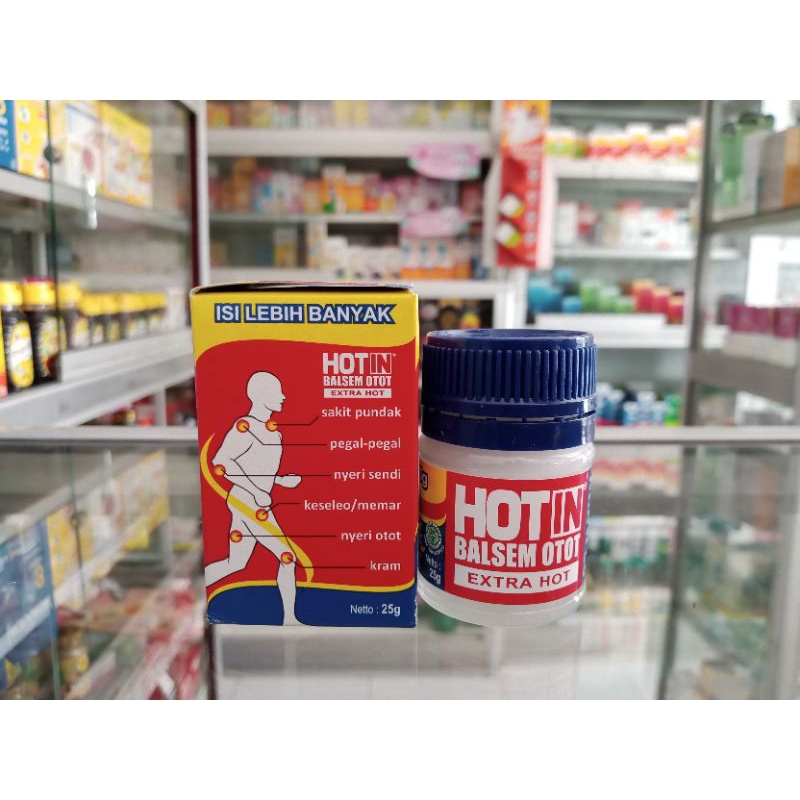 ISI LEBIH BANYAK
HOT IN
BALSEM OTOT
EXTRA HOT
sakit pundak
pegal-pegal
nyeri sendi
keseleo/memar
nyeri otot
kram
Netto : 25g
HOT IN
BALSEM OTOT
EXTRA HOT
Netto :
25g